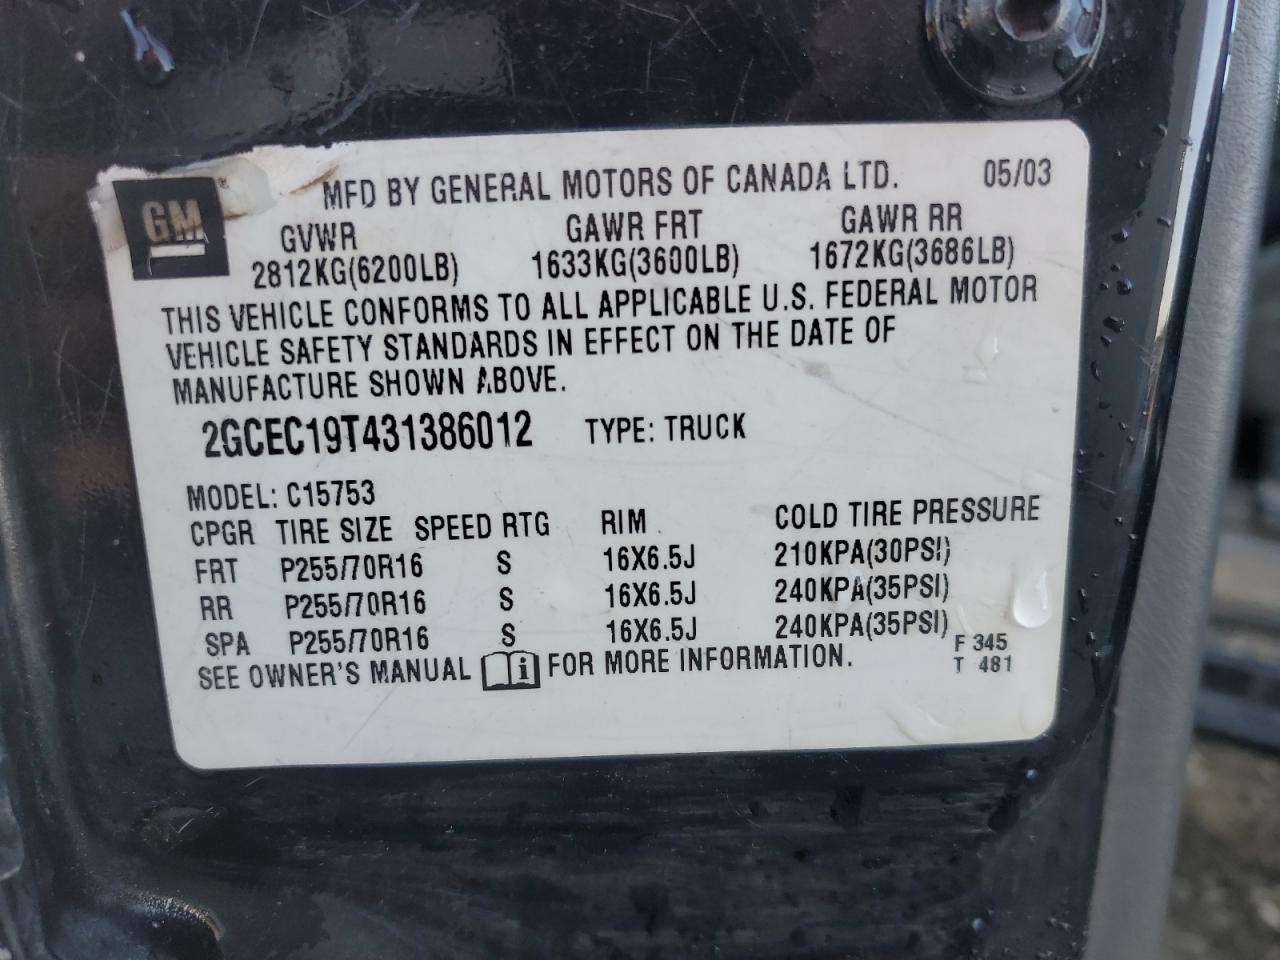 GM
MFD BY GENERAL MOTORS OF CANADA LTD. 05/03
GVWR GAWR FRT GAWR RR
2812KG(6200LB) 1633KG(3600LB) 1672KG(3686LB)
THIS VEHICLE CONFORMS TO ALL APPLICABLE U.S. FEDERAL MOTOR
VEHICLE SAFETY STANDARDS IN EFFECT ON THE DATE OF
MANUFACTURE SHOWN ABOVE.
2GCEC19T431386012 TYPE: TRUCK
MODEL: C15753
CPGR TIRE SIZE SPEED RTG RIM COLD TIRE PRESSURE
FRT P255/70R16 S 16X6.5J 210KPA(30PSI)
RR P255/70R16 S 16X6.5J 240KPA(35PSI)
SPA P255/70R16 S 16X6.5J 240KPA(35PSI)
SEE OWNER'S MANUAL i FOR MORE INFORMATION.
F 345
T 481